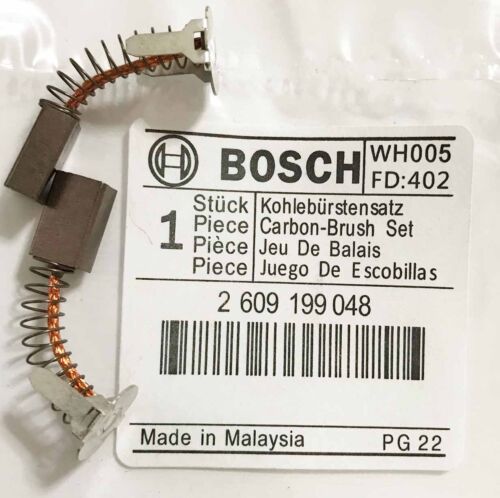 BOSCH
WH005
FD:402
1
Stück Kohlebürstensatz
Piece Carbon-Brush Set
Pièce Jeu De Balais
Piece Juego De Escobillas
2 609 199 048
Made in Malaysia PG 22